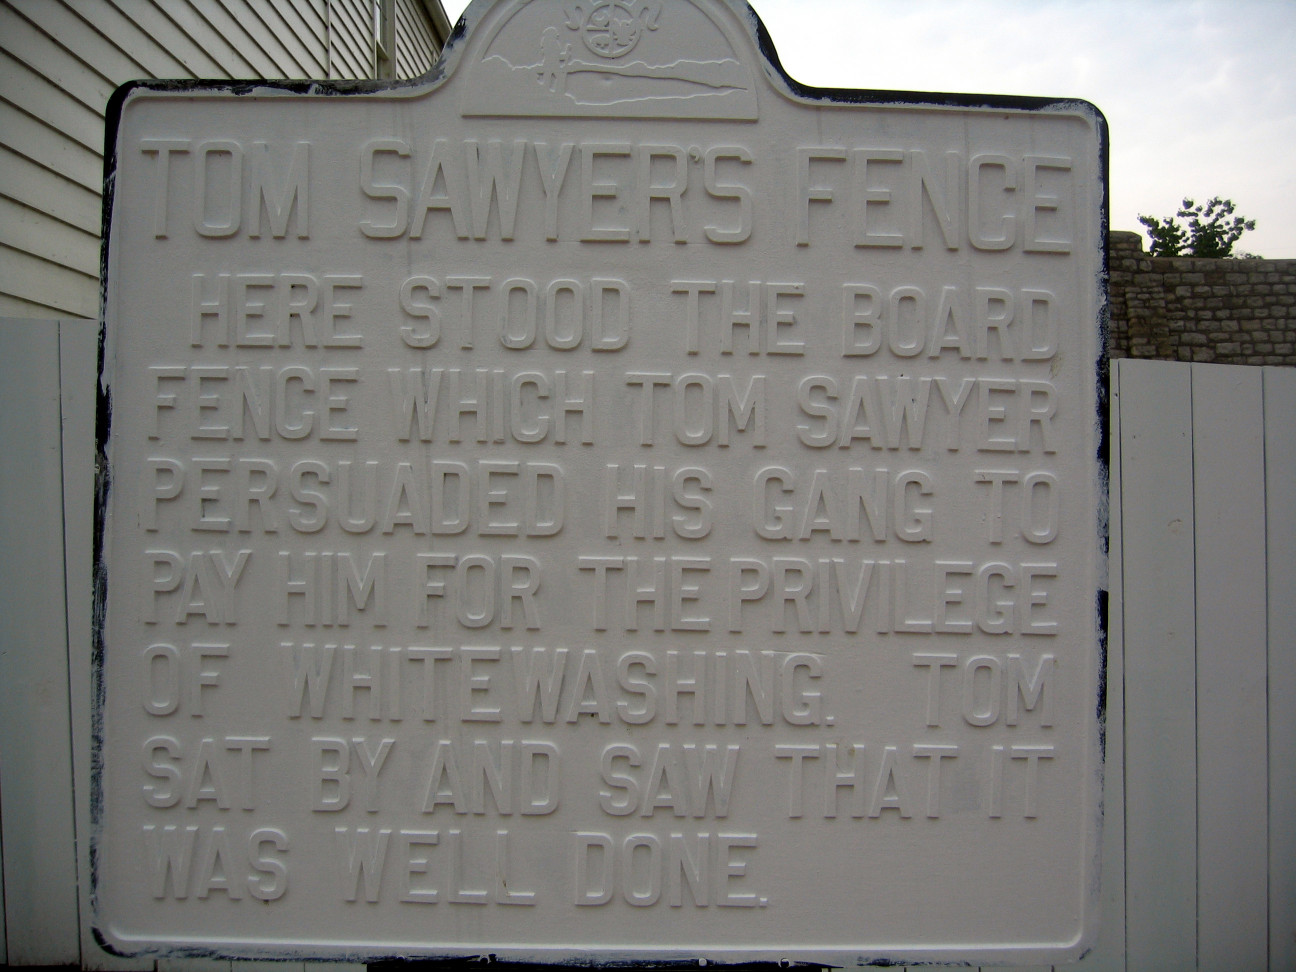 TOM SAWYER'S FENCE
HERE STOOD THE BOARD
FENCE WHICH TOM SAWYER
PERSUADED HIS GANG TO
PAY HIM FOR THE PRIVILEGE
OF WHITEWASHING. TOM
SAT BY AND SAW THAT IT
WAS WELL DONE.